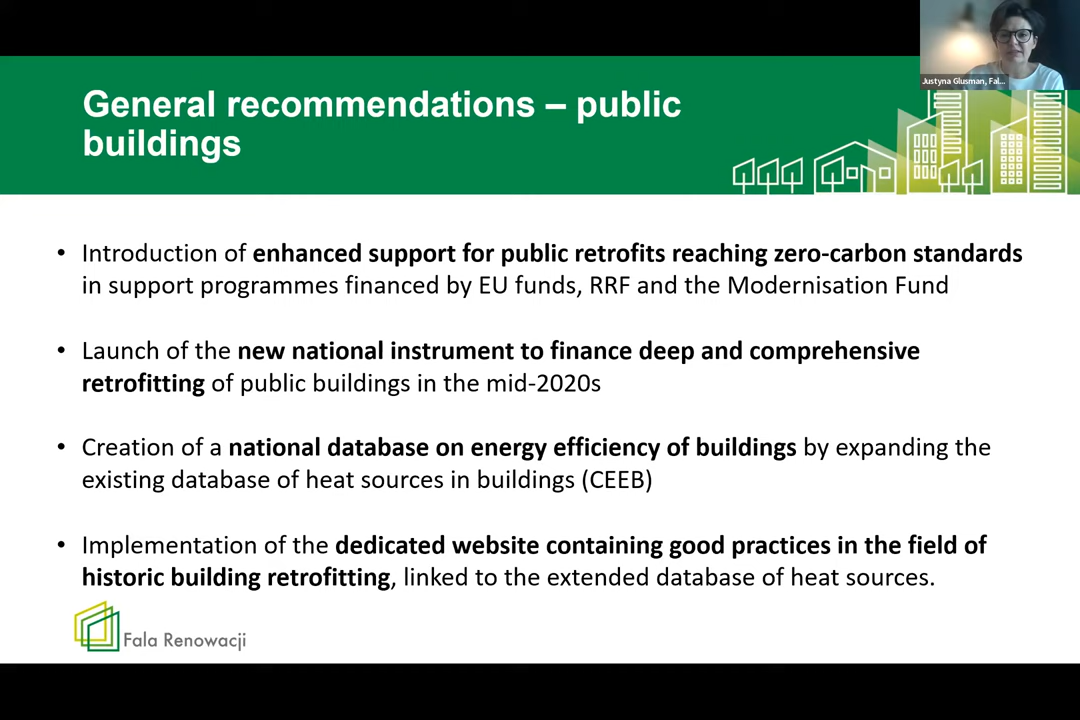 Justyna Glusman, Fal...
General recommendations – public
buildings
• Introduction of enhanced support for public retrofits reaching zero-carbon standards
in support programmes financed by EU funds, RRF and the Modernisation Fund
• Launch of the new national instrument to finance deep and comprehensive
retrofitting of public buildings in the mid-2020s
• Creation of a national database on energy efficiency of buildings by expanding the
existing database of heat sources in buildings (CEEB)
• Implementation of the dedicated website containing good practices in the field of
historic building retrofitting, linked to the extended database of heat sources.
Fala Renowacji